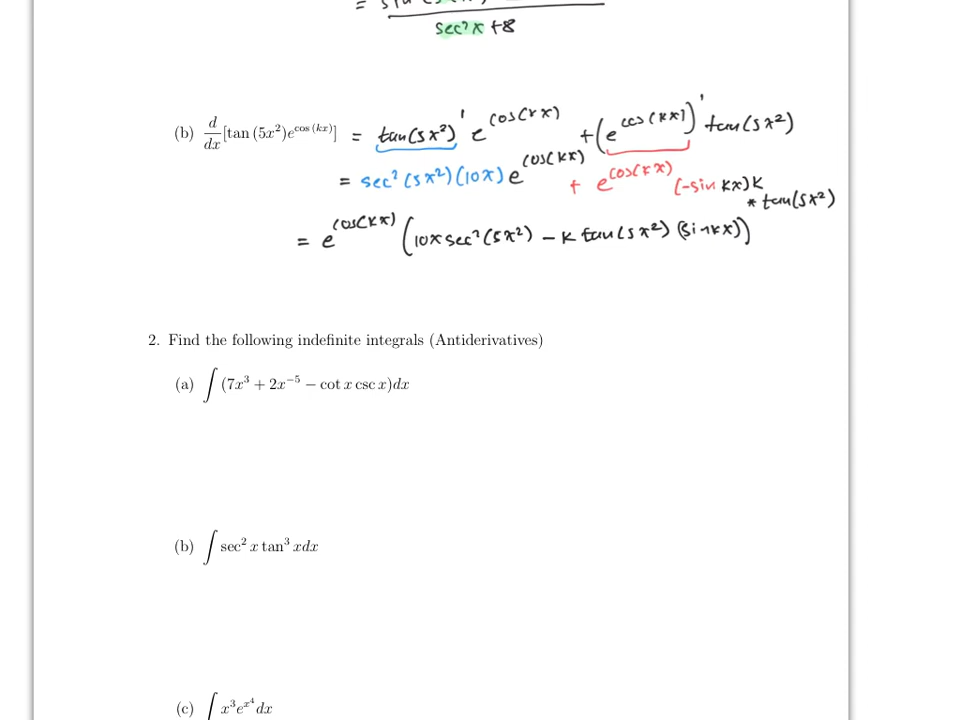 sec² x + 8
(b) d/dx [tan (5x²)e^{cos (kx)}] = tan(5x²)' e^{cos(kx)} + (e^{cos(kx)})' tan(5x²)
= sec²(5x²)(10x) e^{cos(kx)} + e^{cos(kx)} (-sin kx)k * tan(5x²)
= e^{cos(kx)} (10x sec²(5x²) - k tan(5x²) (sin kx))
2. Find the following indefinite integrals (Antiderivatives)
(a) ∫ (7x³ + 2x⁻⁵ − cot x csc x)dx
(b) ∫ sec² x tan³ xdx
(c) ∫ x³e^{x⁴} dx